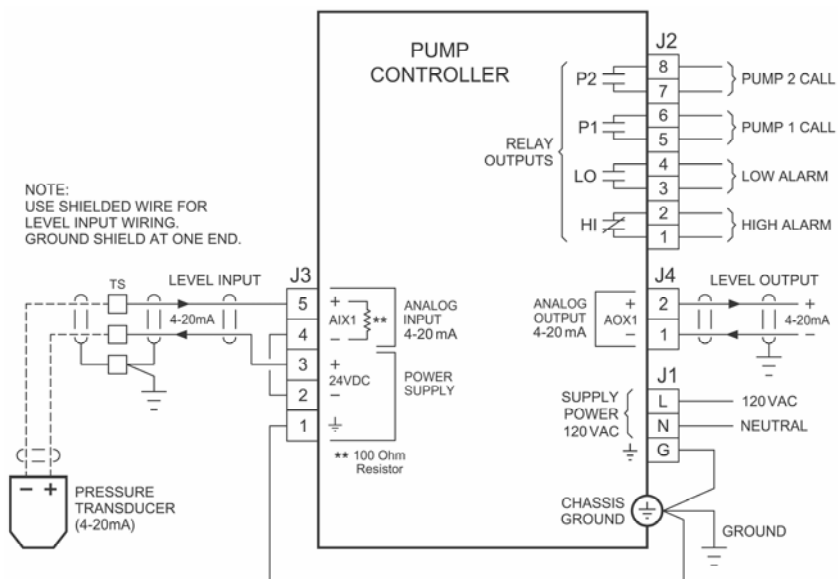 PUMP
CONTROLLER
J2
P2
8
7
PUMP 2 CALL
P1
6
5
PUMP 1 CALL
RELAY
OUTPUTS
LO
4
3
LOW ALARM
HI
2
1
HIGH ALARM
NOTE:
USE SHIELDED WIRE FOR
LEVEL INPUT WIRING.
GROUND SHIELD AT ONE END.
TS
LEVEL INPUT
4-20mA
J3
5
4
3
2
1
+
AIX1
**
−
ANALOG
INPUT
4-20 mA
+
24VDC
−
POWER
SUPPLY
** 100 Ohm
Resistor
J4
ANALOG
OUTPUT
4-20 mA
+
AOX1
−
2
1
LEVEL OUTPUT
+
4-20mA
−
J1
SUPPLY
POWER
120 VAC
L
N
G
120 VAC
NEUTRAL
CHASSIS
GROUND
GROUND
− +
PRESSURE
TRANSDUCER
(4-20mA)